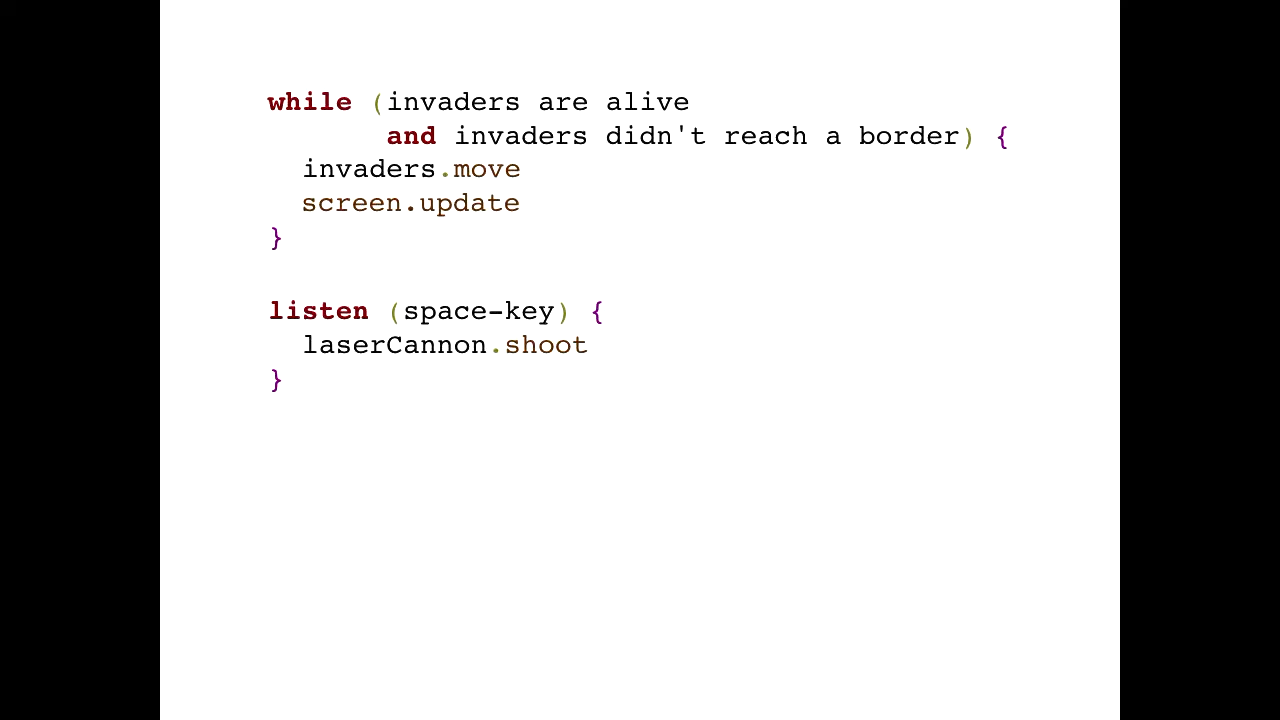 while (invaders are alive
and invaders didn't reach a border) {
invaders.move
screen.update
}
listen (space-key) {
laserCannon.shoot
}